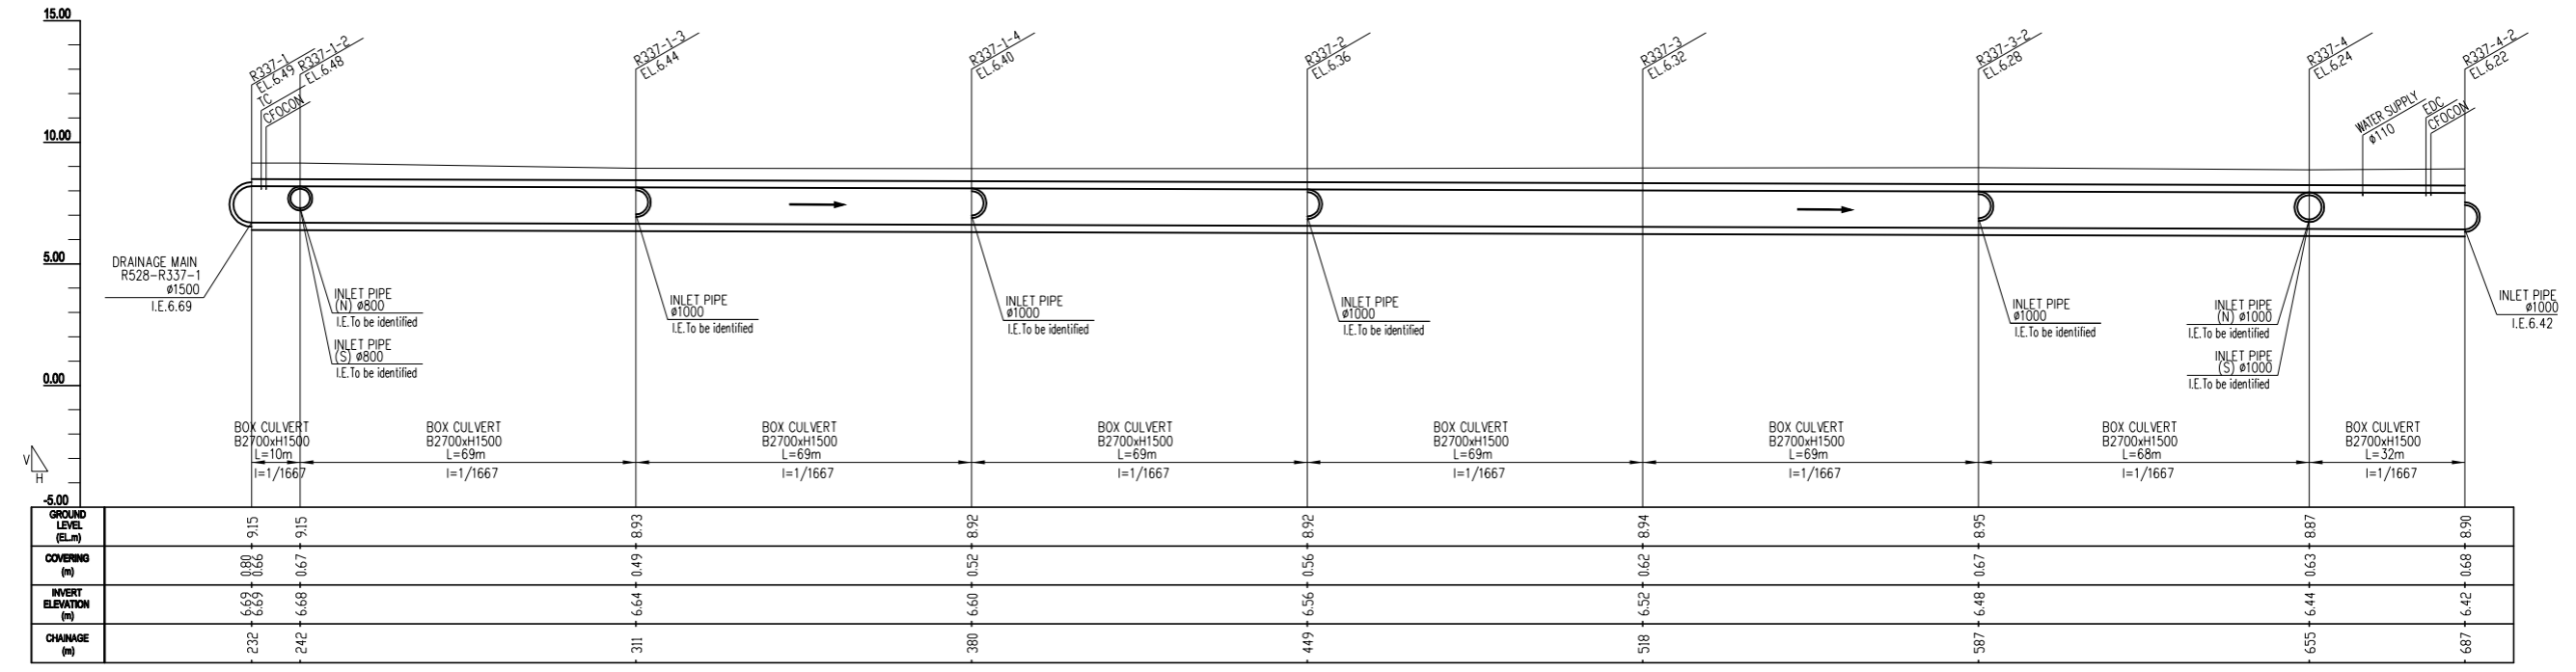 15.00
10.00
5.00
0.00
-5.00
V
H
R337-1
EL.6.49
TC
CFOCON
R337-1-2
EL.6.48
R337-1-3
EL.6.44
R337-1-4
EL.6.40
R337-2
EL.6.36
R337-3
EL.6.32
R337-3-2
EL.6.28
R337-4
EL.6.24
WATER SUPPLY
ø110
EDC
CFOCON
R337-4-2
EL.6.22
DRAINAGE MAIN
R528-R337-1
ø1500
I.E.6.69
INLET PIPE
(N) ø800
I.E.To be identified
INLET PIPE
(S) ø800
I.E.To be identified
INLET PIPE
ø1000
I.E.To be identified
INLET PIPE
ø1000
I.E.To be identified
INLET PIPE
ø1000
I.E.To be identified
INLET PIPE
ø1000
I.E.To be identified
INLET PIPE
(N) ø1000
I.E.To be identified
INLET PIPE
(S) ø1000
I.E.To be identified
INLET PIPE
ø1000
I.E.6.42
BOX CULVERT
B2700xH1500
L=10m
I=1/1667
BOX CULVERT
B2700xH1500
L=69m
I=1/1667
BOX CULVERT
B2700xH1500
L=69m
I=1/1667
BOX CULVERT
B2700xH1500
L=69m
I=1/1667
BOX CULVERT
B2700xH1500
L=69m
I=1/1667
BOX CULVERT
B2700xH1500
L=69m
I=1/1667
BOX CULVERT
B2700xH1500
L=68m
I=1/1667
BOX CULVERT
B2700xH1500
L=32m
I=1/1667
GROUND
LEVEL
(EL.m)
9.15 9.15 8.93 8.92 8.92 8.94 8.95 8.87 8.90
COVERING
(m)
0.80 0.66 0.67 0.49 0.52 0.56 0.62 0.67 0.63 0.68
INVERT
ELEVATION
(m)
6.69 6.69 6.68 6.64 6.60 6.56 6.52 6.48 6.44 6.42
CHAINAGE
(m)
232 242 311 380 449 518 587 655 687